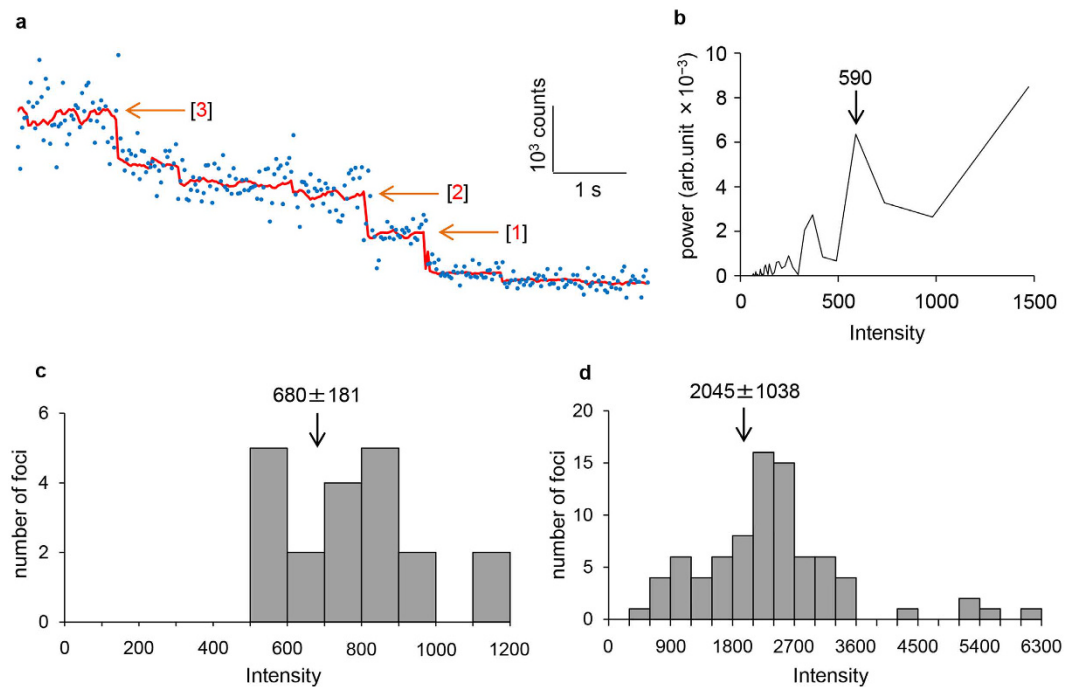 a
[3]
[2]
[1]
10³ counts
1 s
b
power (arb.unit × 10⁻³)
10
8
6
4
2
0
590
0 500 1000 1500
Intensity
c
680±181
number of foci
6
4
2
0
0 200 400 600 800 1000 1200
Intensity
d
2045±1038
number of foci
20
15
10
5
0
0 900 1800 2700 3600 4500 5400 6300
Intensity